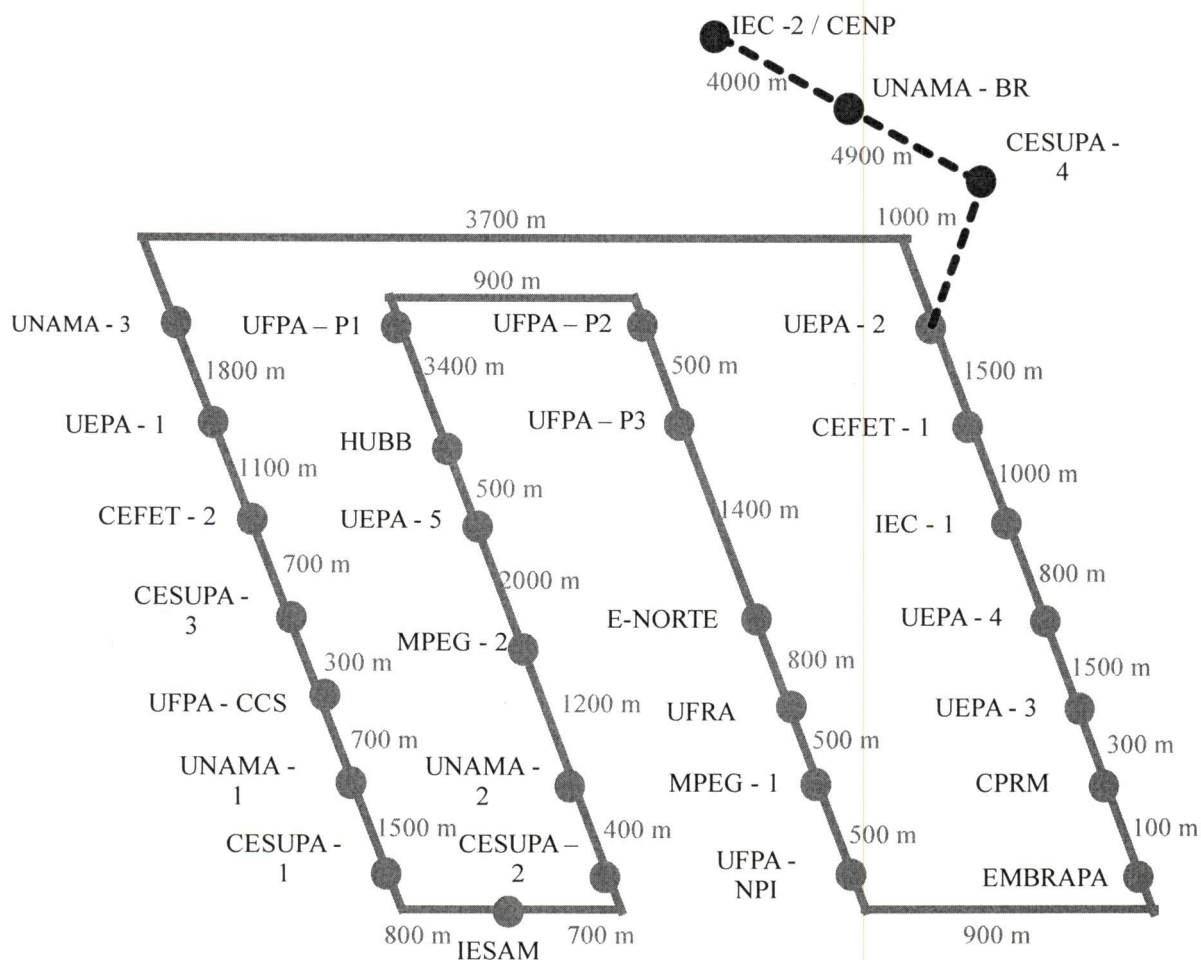 IEC -2 / CENP
4000 m
UNAMA - BR
4900 m
CESUPA -
4
3700 m
1000 m
900 m
UNAMA - 3
UFPA – P1
UFPA – P2
UEPA - 2
1800 m
3400 m
500 m
1500 m
UEPA - 1
HUBB
UFPA – P3
CEFET - 1
1100 m
500 m
1400 m
1000 m
CEFET - 2
UEPA - 5
IEC - 1
700 m
2000 m
800 m
CESUPA -
3
MPEG - 2
E-NORTE
UEPA - 4
300 m
1200 m
800 m
1500 m
UFPA - CCS
UFRA
UEPA - 3
700 m
500 m
300 m
UNAMA -
1
UNAMA -
2
MPEG - 1
CPRM
1500 m
400 m
500 m
100 m
CESUPA -
1
CESUPA –
2
UFPA -
NPI
EMBRAPA
800 m
IESAM
700 m
900 m